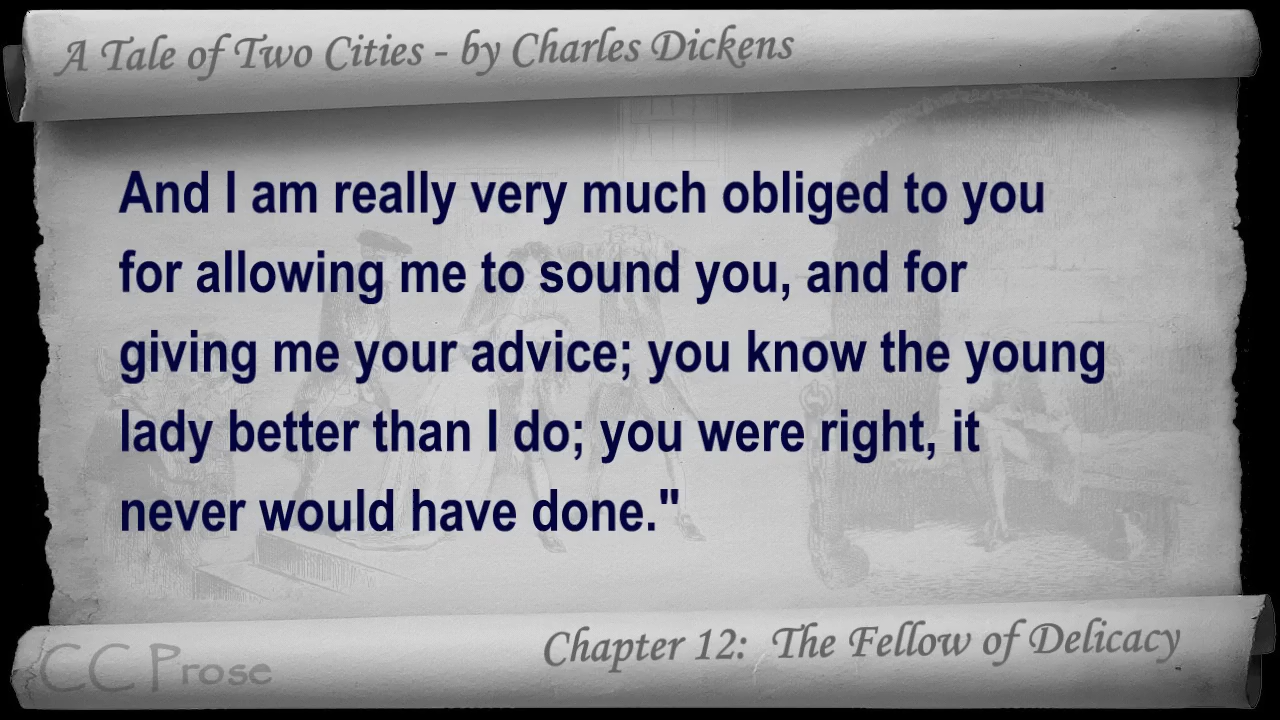 A Tale of Two Cities - by Charles Dickens
And I am really very much obliged to you
for allowing me to sound you, and for
giving me your advice; you know the young
lady better than I do; you were right, it
never would have done."
Chapter 12: The Fellow of Delicacy
CC Prose